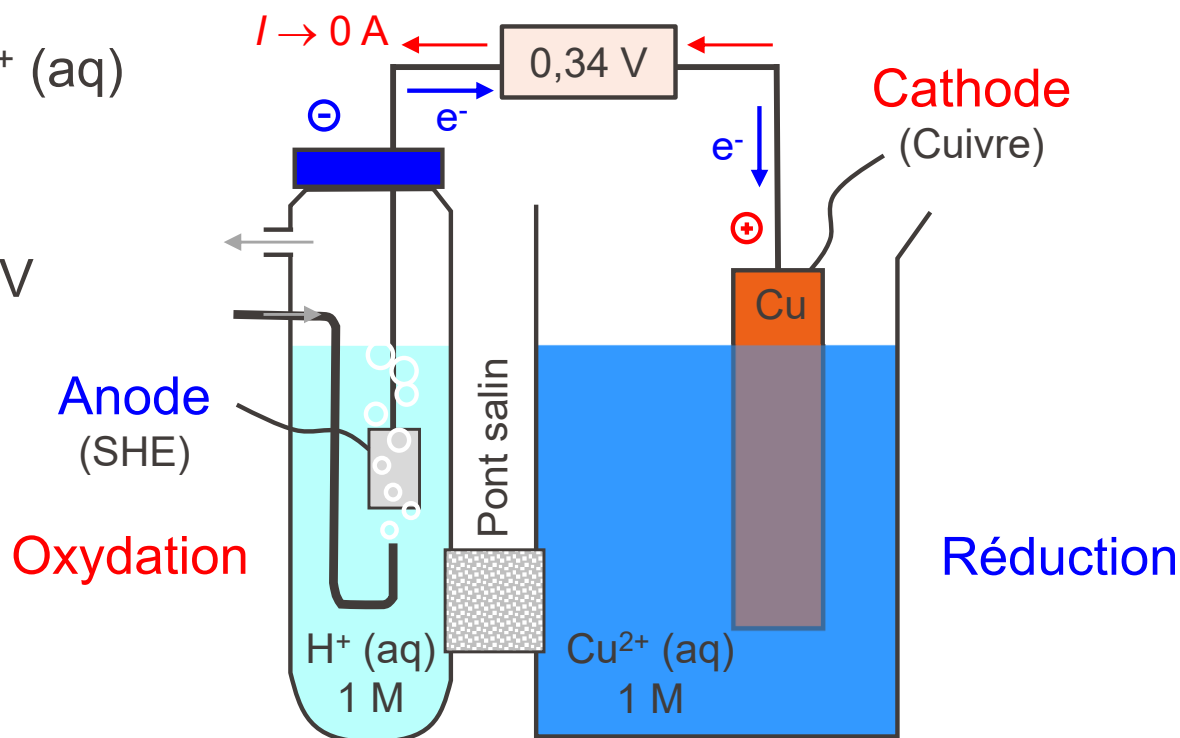 I → 0 A
⁺ (aq)
0,34 V
Cathode
(Cuivre)
⊖
e⁻
e⁻
⊕
V
Cu
Anode
(SHE)
Pont salin
Oxydation
Réduction
H⁺ (aq)
1 M
Cu²⁺ (aq)
1 M